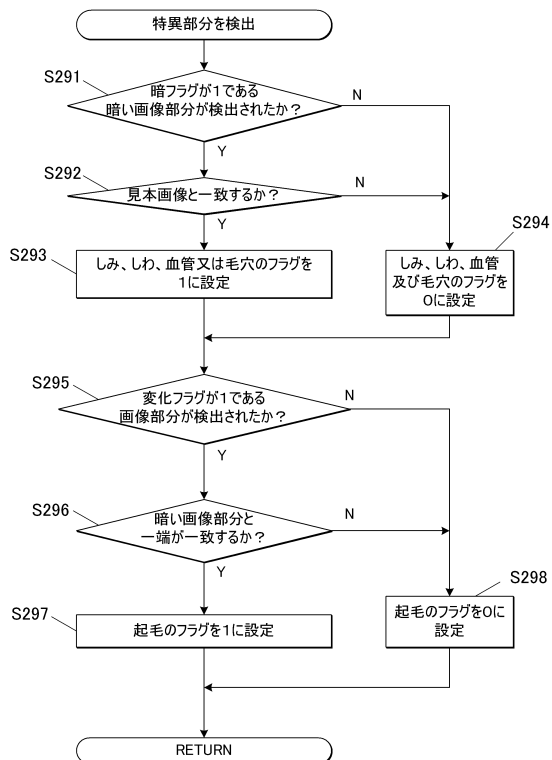 特異部分を検出
S291
暗フラグが1である
暗い画像部分が検出されたか？
N
Y
S292
見本画像と一致するか？
N
Y
S293
しみ、しわ、血管又は毛穴のフラグを
1に設定
S294
しみ、しわ、血管
及び毛穴のフラグを
0に設定
S295
変化フラグが1である
画像部分が検出されたか？
N
Y
S296
暗い画像部分と
一端が一致するか？
N
Y
S297
起毛のフラグを1に設定
S298
起毛のフラグを0に
設定
RETURN